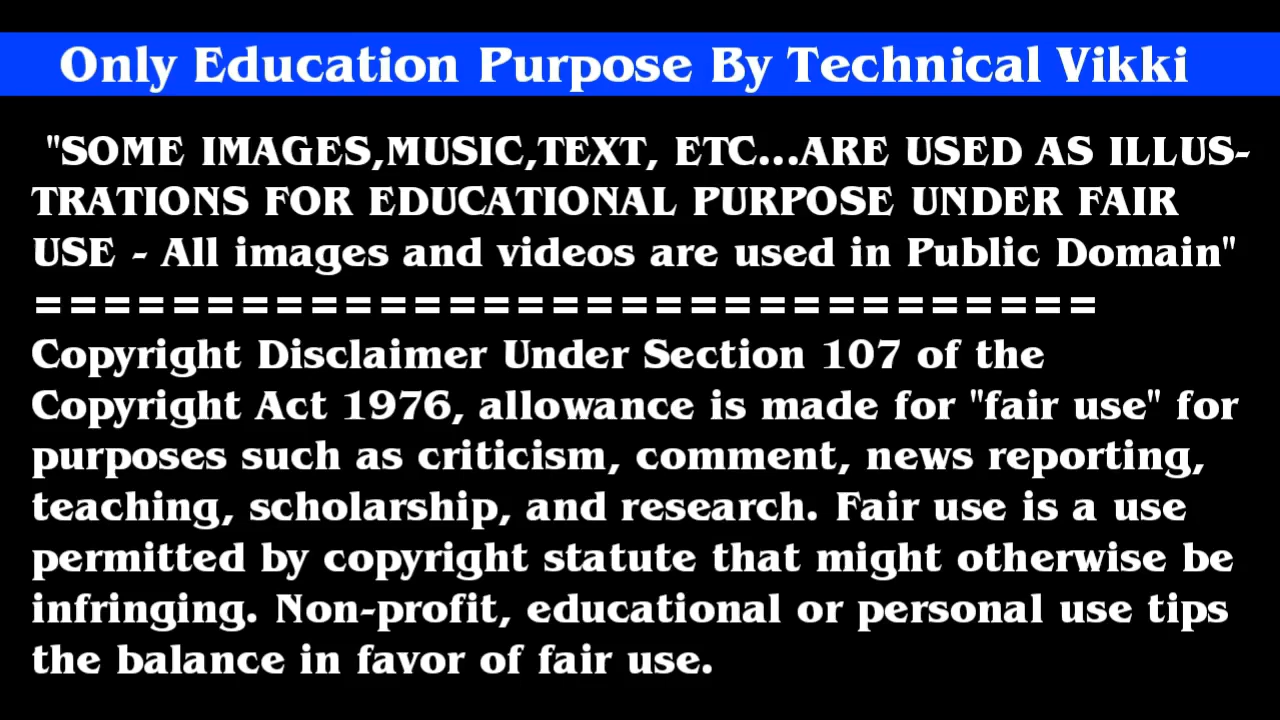 Only Education Purpose By Technical Vikki
"SOME IMAGES,MUSIC,TEXT, ETC...ARE USED AS ILLUS-
TRATIONS FOR EDUCATIONAL PURPOSE UNDER FAIR
USE - All images and videos are used in Public Domain"
===============================
Copyright Disclaimer Under Section 107 of the
Copyright Act 1976, allowance is made for "fair use" for
purposes such as criticism, comment, news reporting,
teaching, scholarship, and research. Fair use is a use
permitted by copyright statute that might otherwise be
infringing. Non-profit, educational or personal use tips
the balance in favor of fair use.